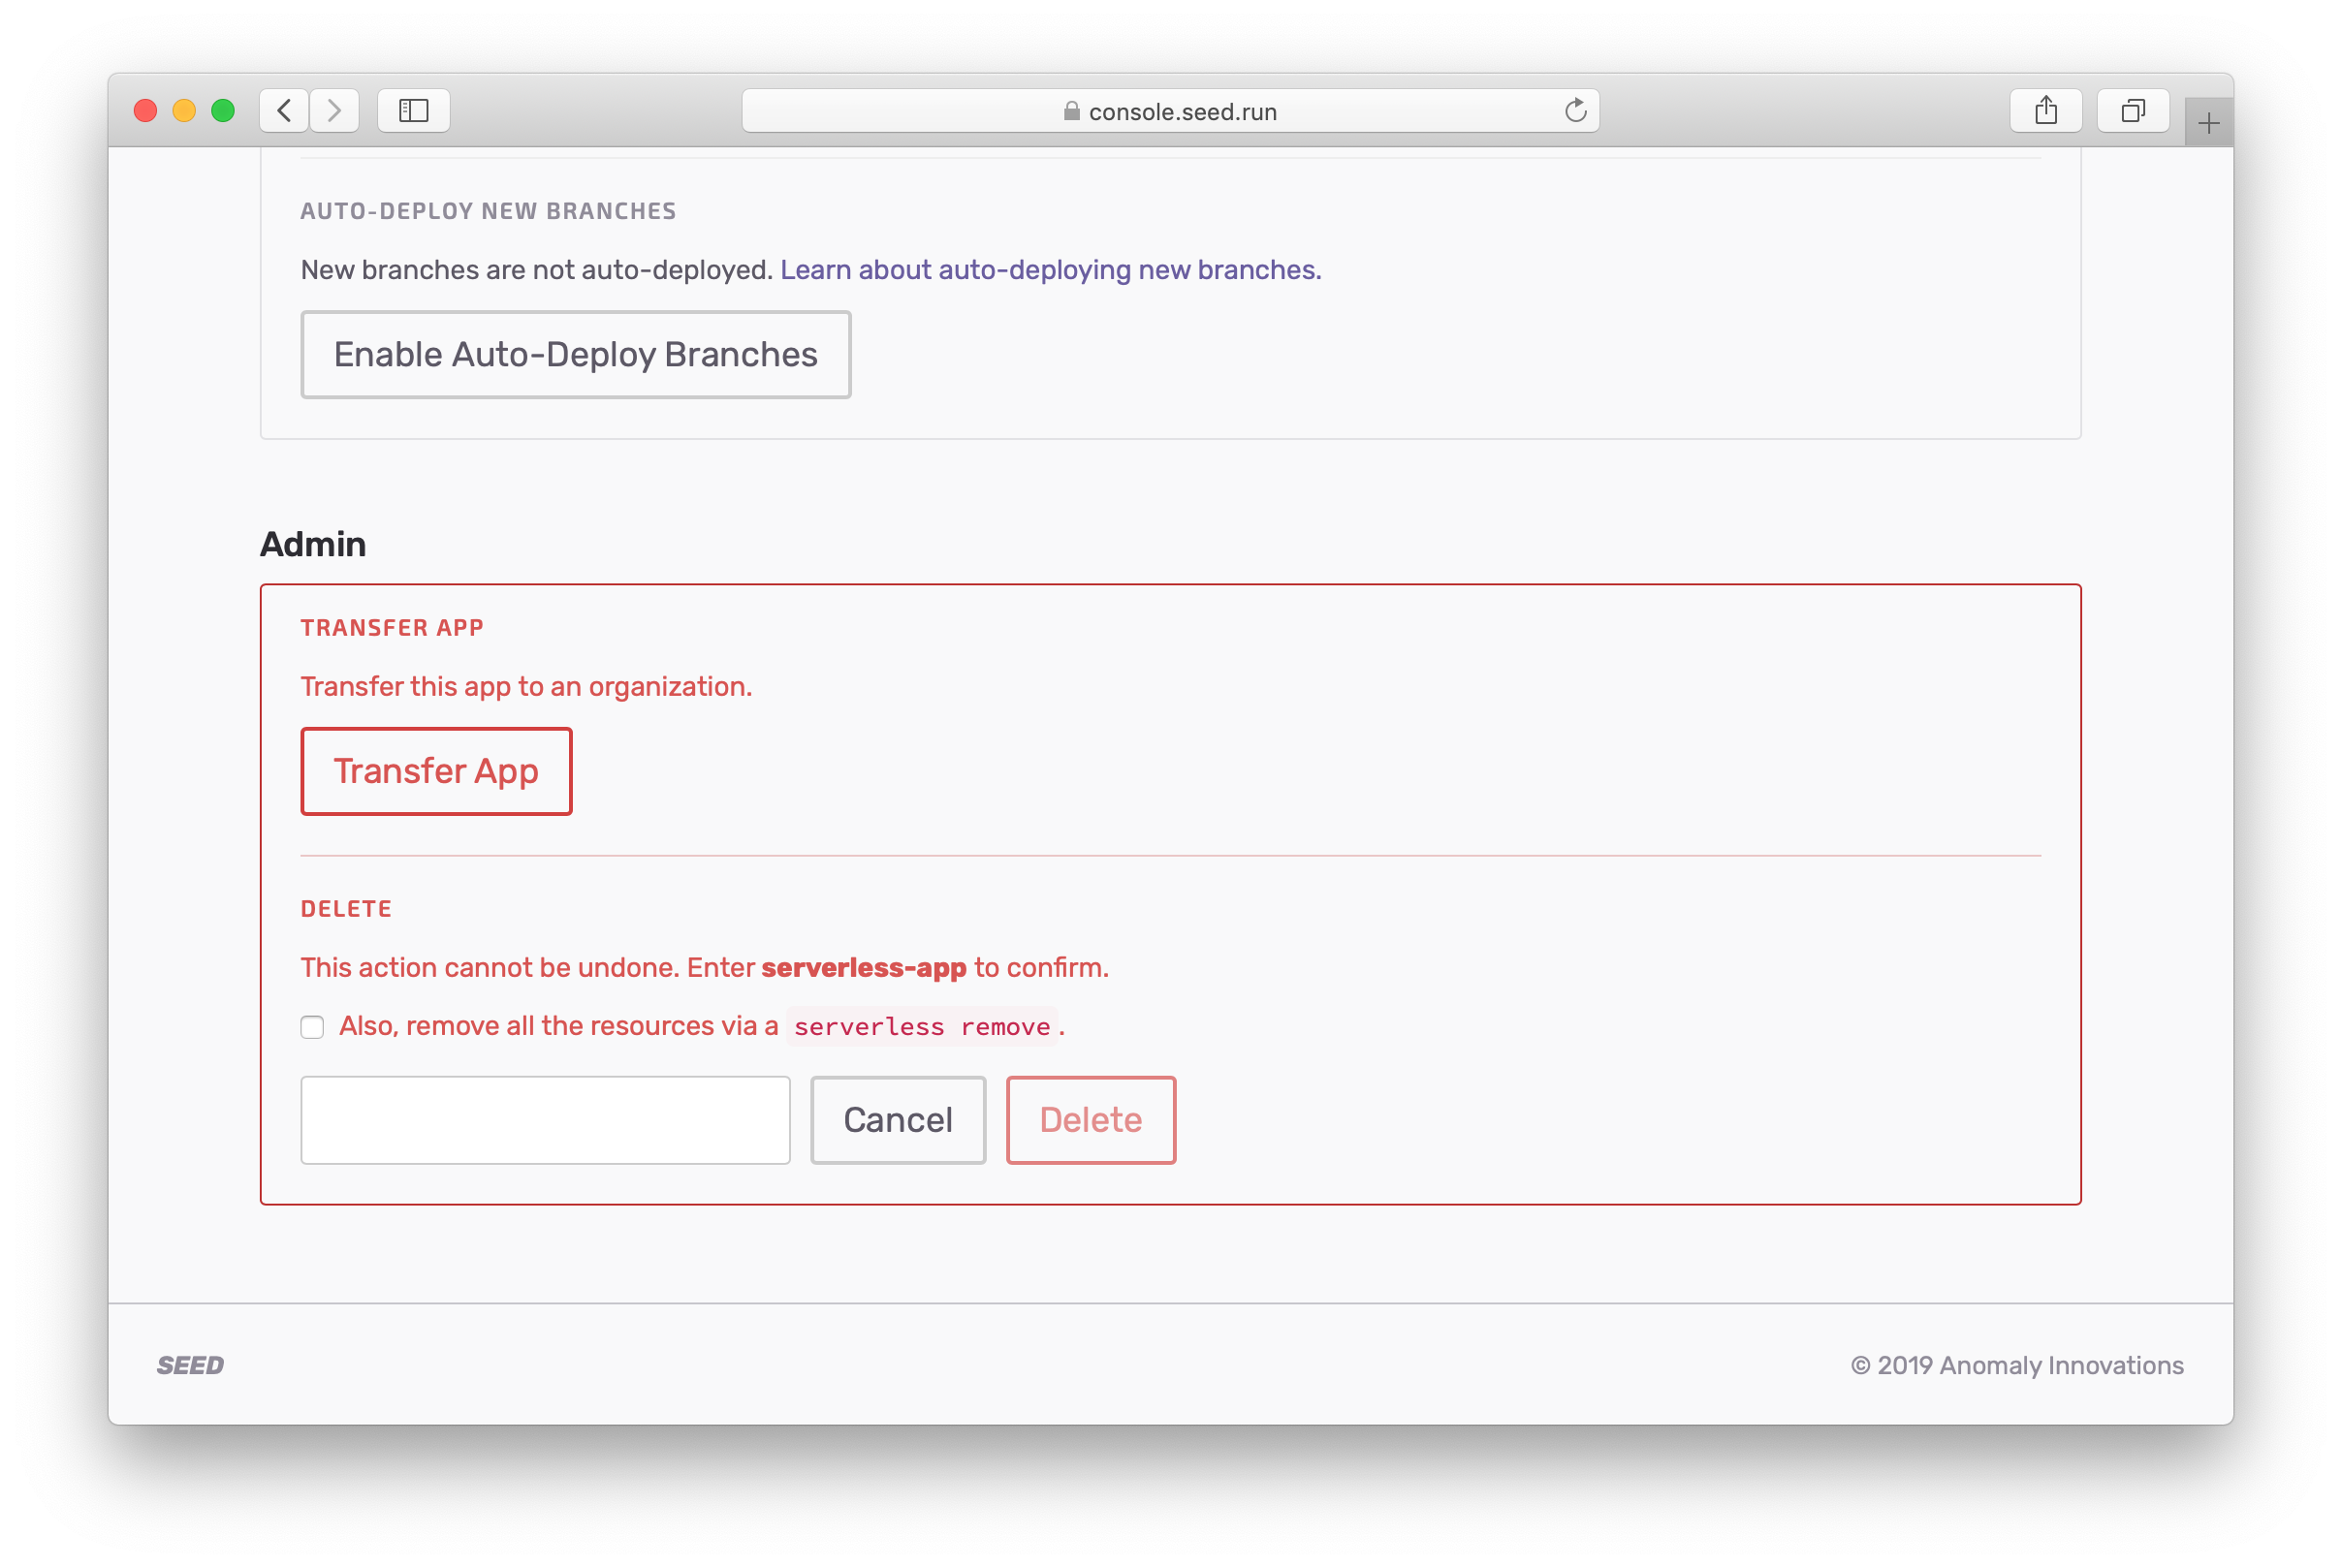 console.seed.run
AUTO-DEPLOY NEW BRANCHES
New branches are not auto-deployed. Learn about auto-deploying new branches.
Enable Auto-Deploy Branches
Admin
TRANSFER APP
Transfer this app to an organization.
Transfer App
DELETE
This action cannot be undone. Enter serverless-app to confirm.
Also, remove all the resources via a serverless remove.
Cancel Delete
SEED © 2019 Anomaly Innovations